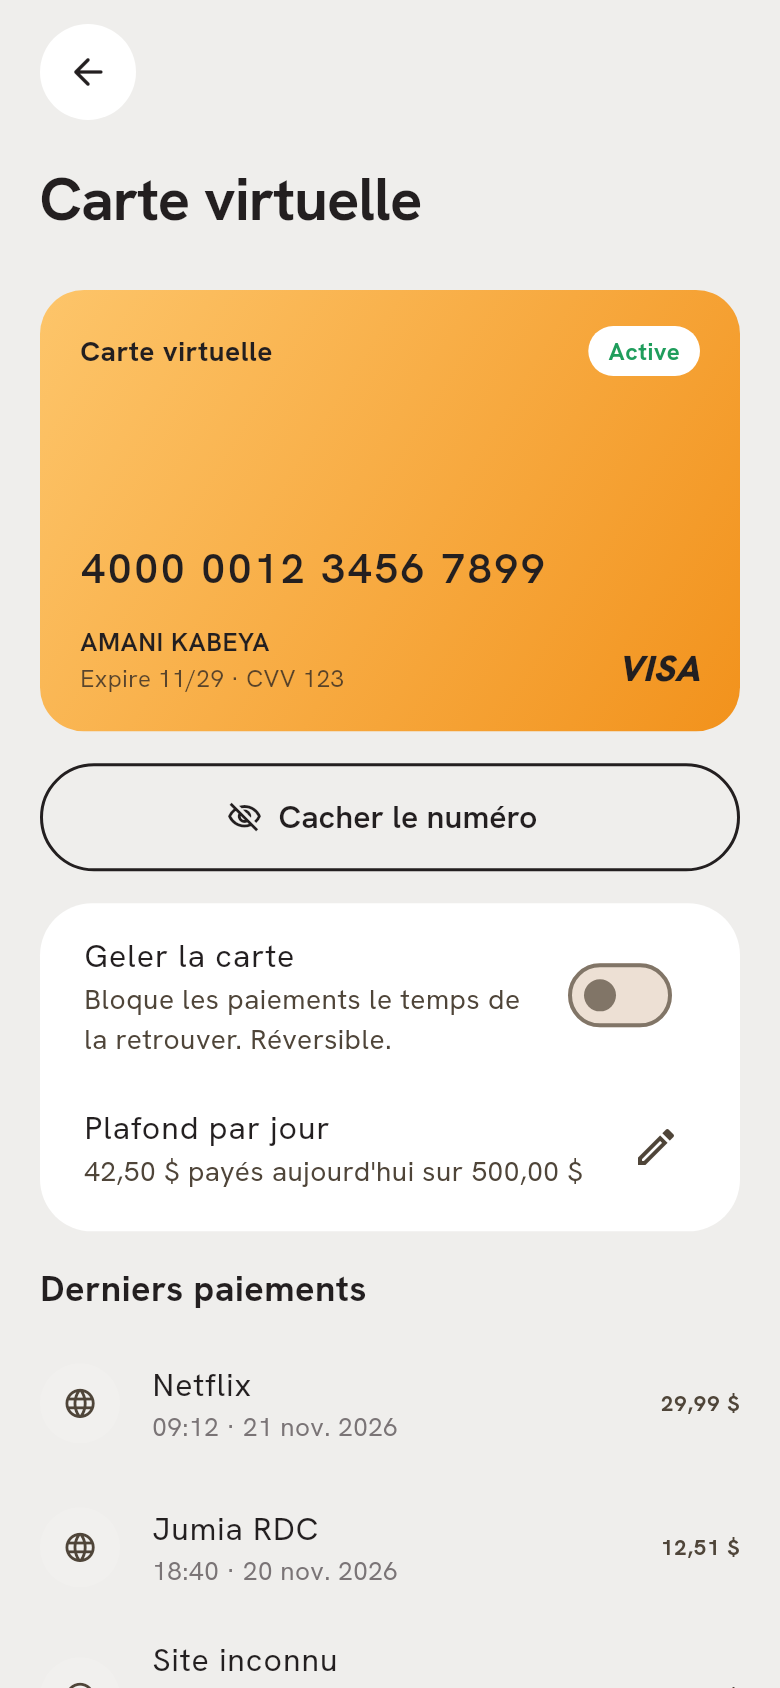 Carte virtuelle
Carte virtuelle
Active
4000 0012 3456 7899
AMANI KABEYA
Expire 11/29 · CVV 123
VISA
Cacher le numéro
Geler la carte
Bloque les paiements le temps de
la retrouver. Réversible.
Plafond par jour
42,50 $ payés aujourd'hui sur 500,00 $
Derniers paiements
Netflix
29,99 $
09:12 · 21 nov. 2026
Jumia RDC
12,51 $
18:40 · 20 nov. 2026
Site inconnu